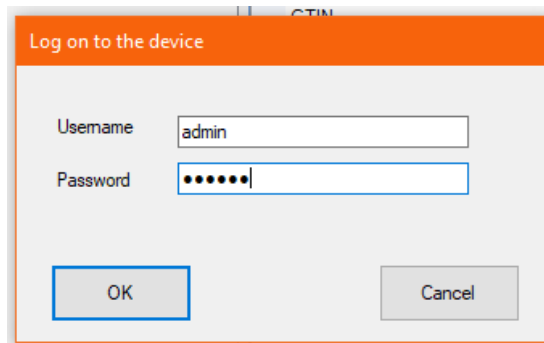 GTIN
Log on to the device
Username admin
Password ●●●●●●
OK Cancel